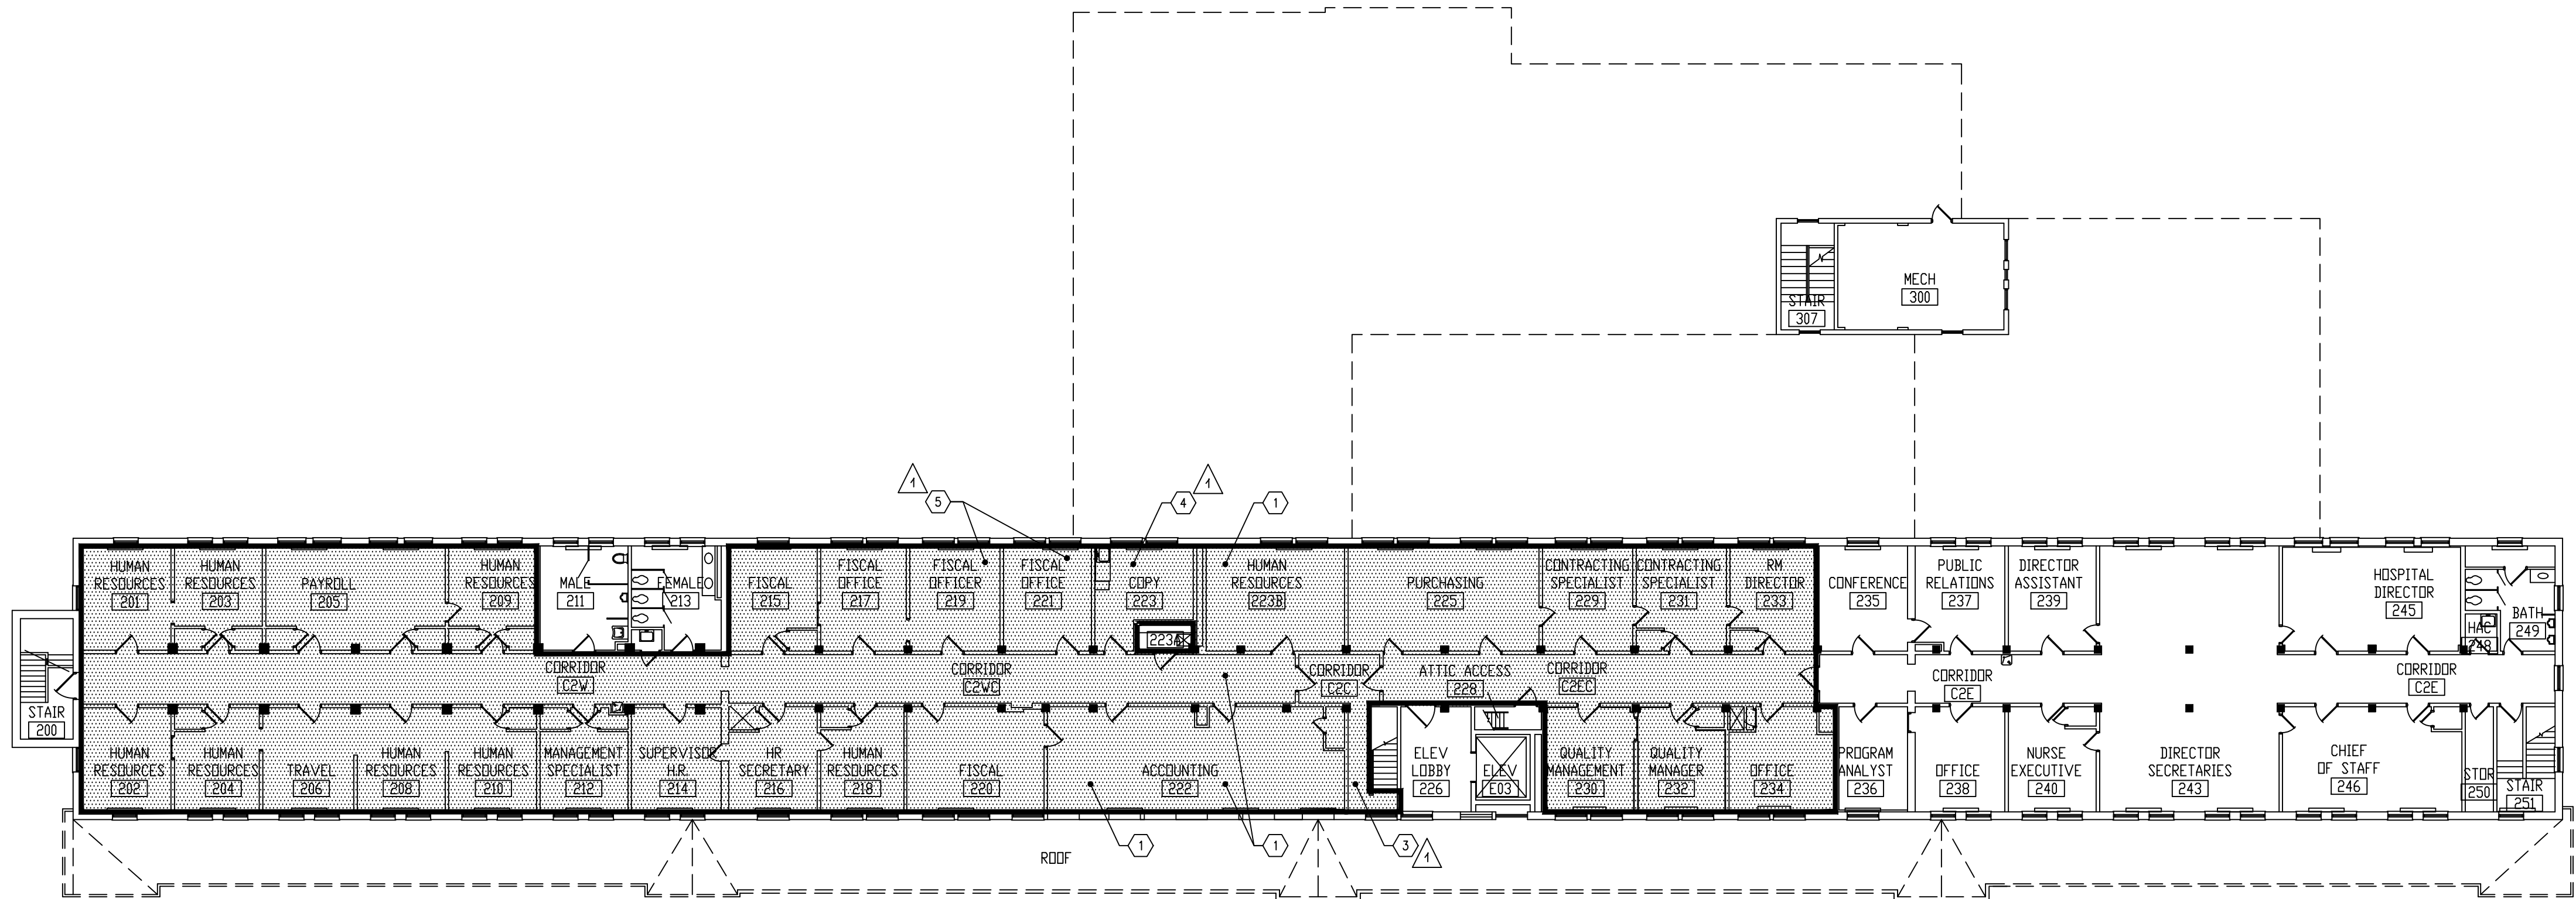 MECH
300
STAIR
307
1
5
4
1
1
HUMAN
RESOURCES
201
HUMAN
RESOURCES
203
PAYROLL
205
HUMAN
RESOURCES
209
MALE
211
FEMALE
213
FISCAL
215
FISCAL
OFFICE
217
FISCAL
OFFICER
219
FISCAL
OFFICE
221
COPY
223
223A
HUMAN
RESOURCES
223B
PURCHASING
225
CONTRACTING
SPECIALIST
229
CONTRACTING
SPECIALIST
231
RM
DIRECTOR
233
CONFERENCE
235
PUBLIC
RELATIONS
237
DIRECTOR
ASSISTANT
239
HOSPITAL
DIRECTOR
245
HAC
248
BATH
249
STAIR
200
CORRIDOR
C2W
CORRIDOR
C2WC
CORRIDOR
C2C
ATTIC ACCESS
228
CORRIDOR
C2EC
CORRIDOR
C2E
CORRIDOR
C2E
HUMAN
RESOURCES
202
HUMAN
RESOURCES
204
TRAVEL
206
HUMAN
RESOURCES
208
HUMAN
RESOURCES
210
MANAGEMENT
SPECIALIST
212
SUPERVISOR
H.R.
214
HR
SECRETARY
216
HUMAN
RESOURCES
218
FISCAL
220
ACCOUNTING
222
ELEV
LOBBY
226
ELEV
E03
QUALITY
MANAGEMENT
230
QUALITY
MANAGER
232
OFFICE
234
PROGRAM
ANALYST
236
OFFICE
238
NURSE
EXECUTIVE
240
DIRECTOR
SECRETARIES
243
CHIEF
OF STAFF
246
STOR
250
STAIR
251
ROOF
1
1
3
1